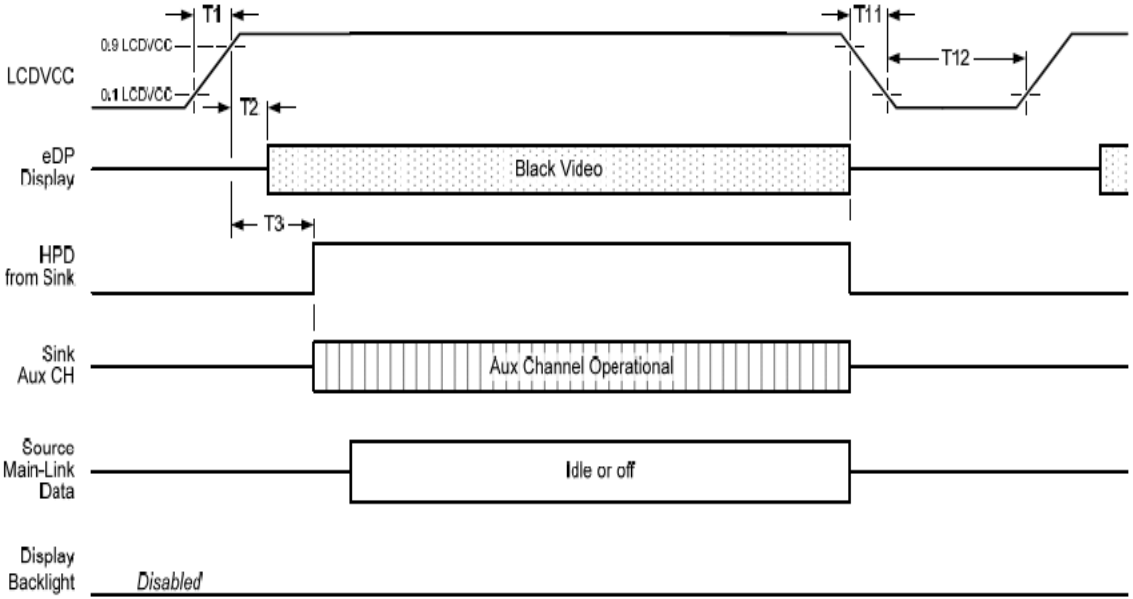 T1
T11
0.9 LCDVCC
LCDVCC
T12
0.1 LCDVCC
T2
eDP
Display
Black Video
T3
HPD
from Sink
Sink
Aux CH
Aux Channel Operational
Source
Main-Link
Data
Idle or off
Display
Backlight
Disabled